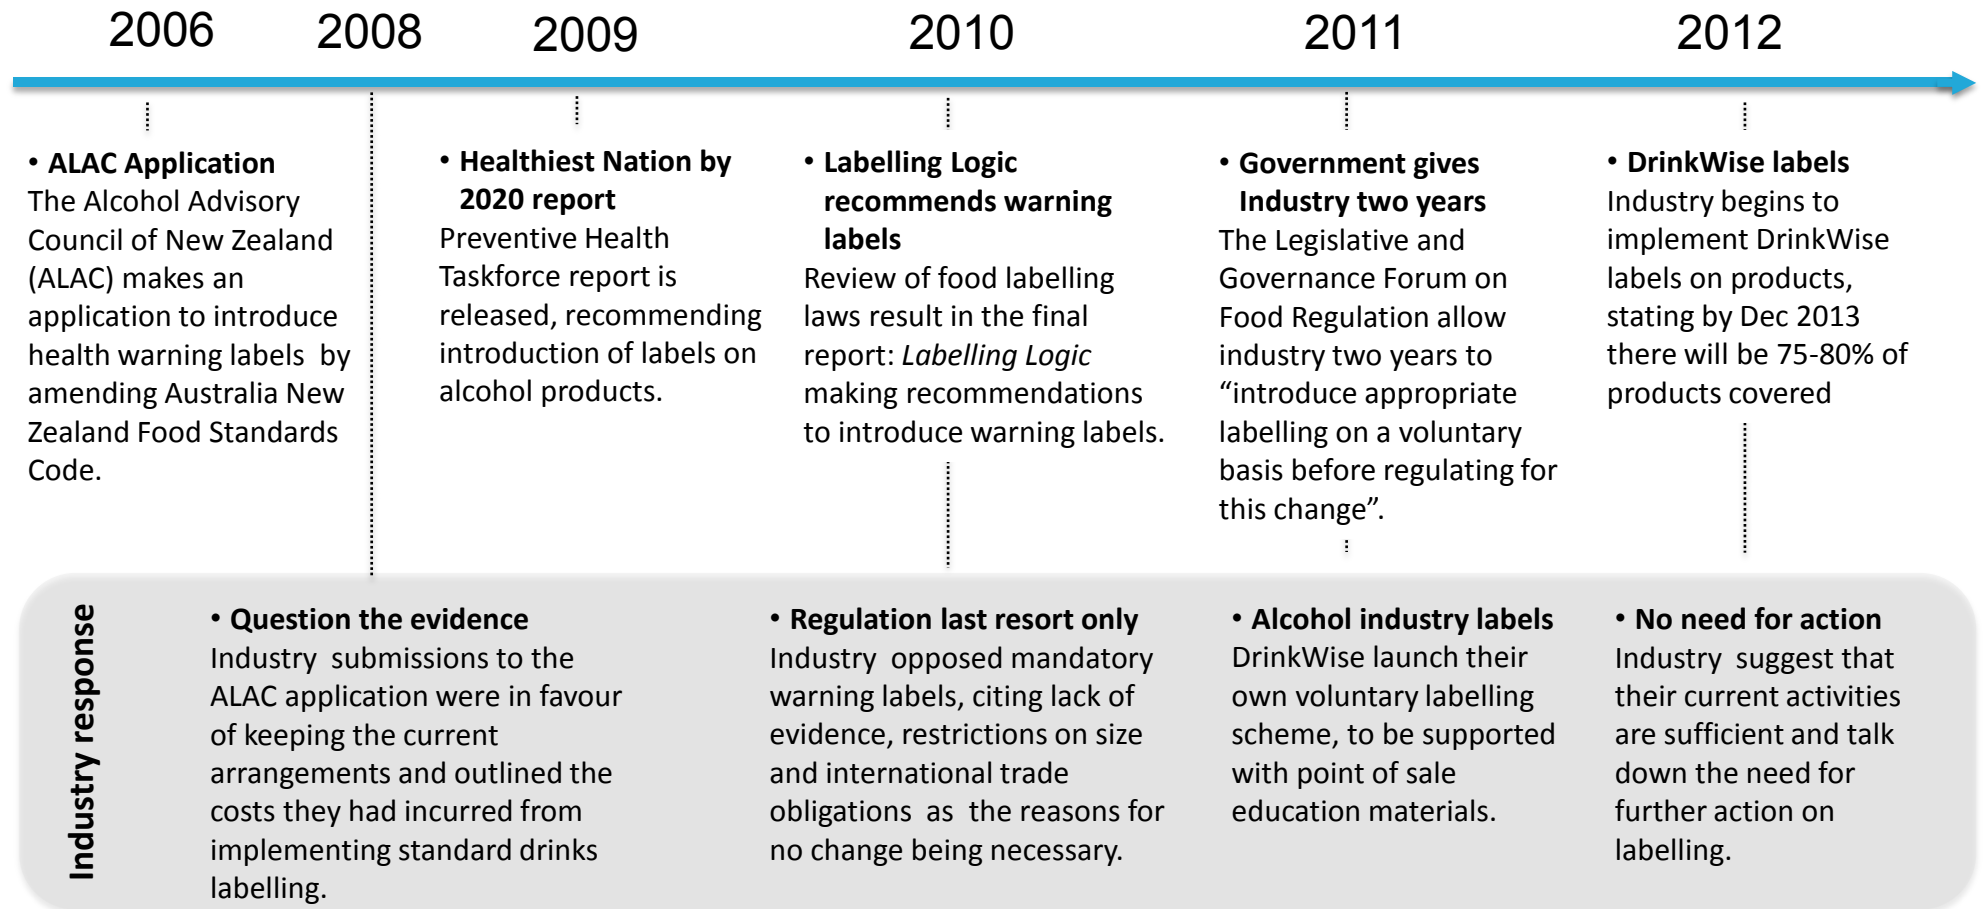 2006
2008
2009
2010
2011
2012
• ALAC Application
The Alcohol Advisory
Council of New Zealand
(ALAC) makes an
application to introduce
health warning labels by
amending Australia New
Zealand Food Standards
Code.
• Healthiest Nation by
2020 report
Preventive Health
Taskforce report is
released, recommending
introduction of labels on
alcohol products.
• Labelling Logic
recommends warning
labels
Review of food labelling
laws result in the final
report: Labelling Logic
making recommendations
to introduce warning labels.
• Government gives
Industry two years
The Legislative and
Governance Forum on
Food Regulation allow
industry two years to
“introduce appropriate
labelling on a voluntary
basis before regulating for
this change”.
• DrinkWise labels
Industry begins to
implement DrinkWise
labels on products,
stating by Dec 2013
there will be 75-80% of
products covered
Industry response
• Question the evidence
Industry submissions to the
ALAC application were in favour
of keeping the current
arrangements and outlined the
costs they had incurred from
implementing standard drinks
labelling.
• Regulation last resort only
Industry opposed mandatory
warning labels, citing lack of
evidence, restrictions on size
and international trade
obligations as the reasons for
no change being necessary.
• Alcohol industry labels
DrinkWise launch their
own voluntary labelling
scheme, to be supported
with point of sale
education materials.
• No need for action
Industry suggest that
their current activities
are sufficient and talk
down the need for
further action on
labelling.